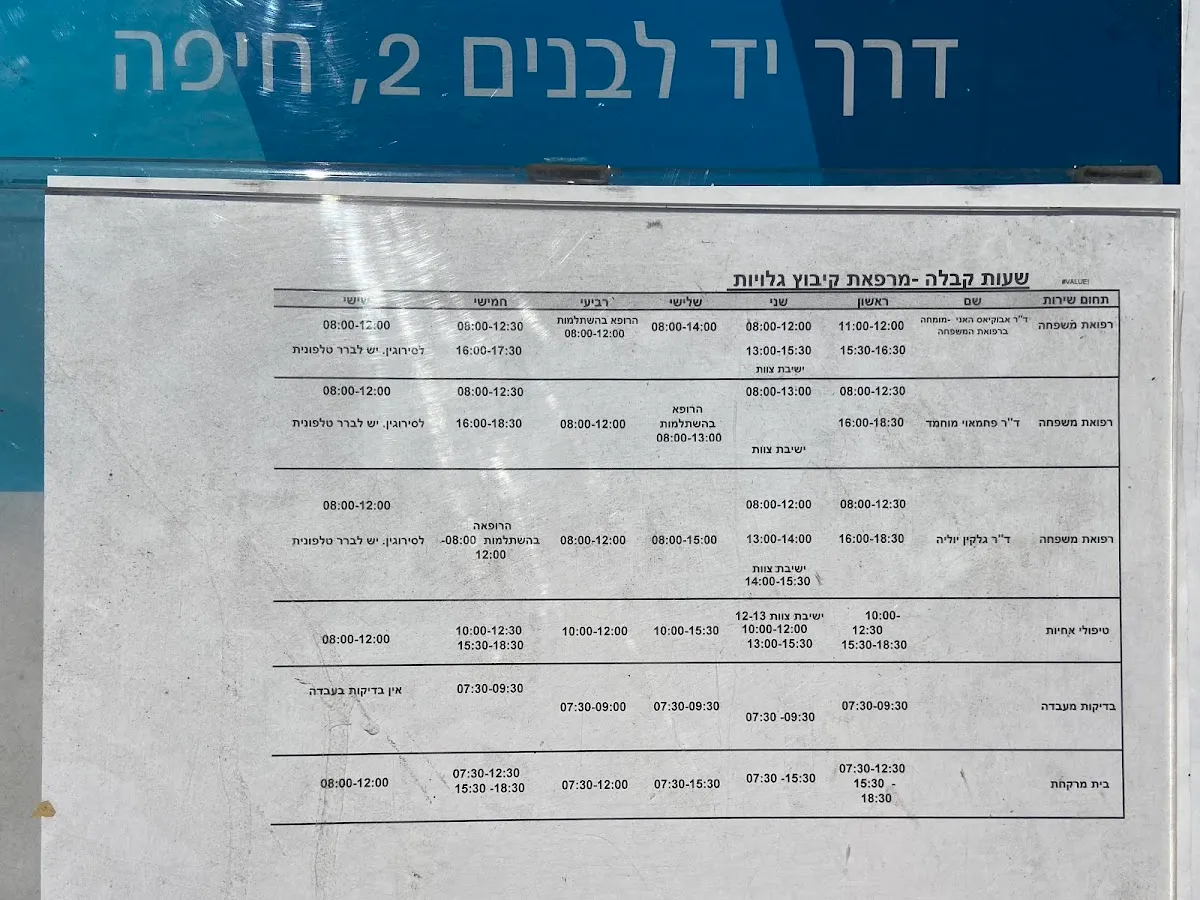 דרך יד לבנים 2, חיפה
שעות קבלה -מרפאת קיבוץ גלויות #VALUE!
תחום שירות שם ראשון שני שלישי רביעי חמישי שישי
רפואת משפחה ד"ר אבוקיאס האני -מומחה ברפואת המשפחה 11:00-12:00 08:00-12:00 08:00-14:00 הרופא בהשתלמות 08:00-12:00 08:00-12:30 08:00-12:00
15:30-16:30 13:00-15:30 16:00-17:30 לסירוגין. יש לברר טלפונית
ישיבת צוות
08:00-12:30 08:00-13:00 08:00-12:30 08:00-12:00
רפואת משפחה ד"ר פחמאוי מוחמד 16:00-18:30 הרופא בהשתלמות 08:00-13:00 08:00-12:00 16:00-18:30 לסירוגין. יש לברר טלפונית
ישיבת צוות
08:00-12:30 08:00-12:00 08:00-12:00
רפואת משפחה ד"ר גלקין יוליה 16:00-18:30 13:00-14:00 08:00-15:00 08:00-12:00 הרופאה בהשתלמות 08:00-12:00 לסירוגין. יש לברר טלפונית
ישיבת צוות
14:00-15:30
10:00- ישיבת צוות 12-13
טיפולי אחיות 12:30 10:00-12:00 10:00-15:30 10:00-12:00 10:00-12:30 08:00-12:00
15:30-18:30 13:00-15:30 15:30-18:30
בדיקות מעבדה 07:30-09:30 07:30 -09:30 07:30-09:30 07:30-09:00 07:30-09:30 אין בדיקות בעבדה
בית מרקחת 07:30-12:30 07:30 -15:30 07:30-15:30 07:30-12:00 07:30-12:30 08:00-12:00
15:30 - 15:30 -18:30
18:30